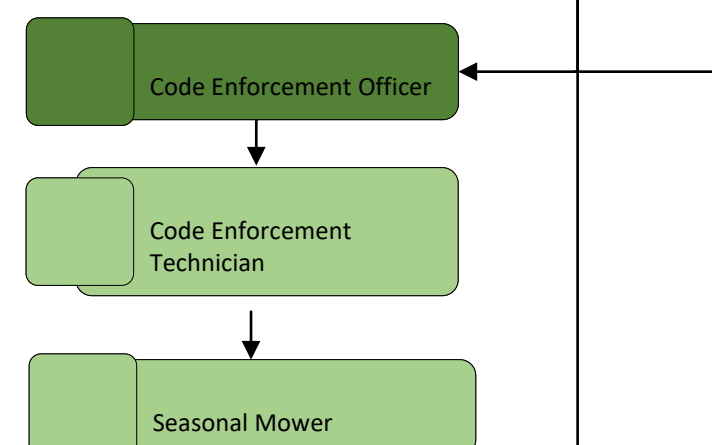 Code Enforcement Officer
Code Enforcement
Technician
Seasonal Mower